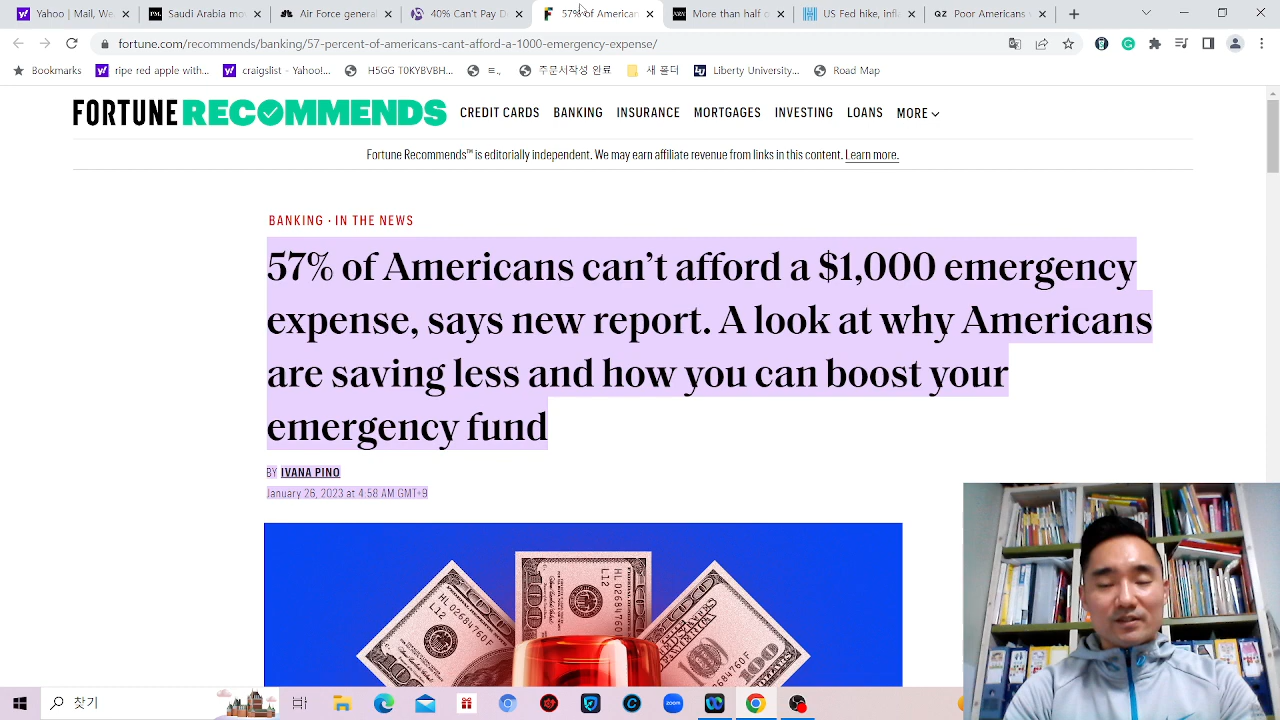 Yahoo Mail, We
Saudi Arabia mo
Air Force Genera
40% Can't Pay D
57% of American
More than half o
US Fed hike, infl
Poor Americans
fortune.com/recommends/banking/57-percent-of-americans-cant-afford-a-1000-emergency-expense/
Bookmarks
ripe red apple with...
craigslist - Yahoo...
H5GG TOKYBVBH...
주문서작성 완료
새 폴더
Liberty University...
Road Map
FORTUNE RECOMMENDS
CREDIT CARDS BANKING INSURANCE MORTGAGES INVESTING LOANS MORE
Fortune Recommends™ is editorially independent. We may earn affiliate revenue from links in this content. Learn more.
BANKING · IN THE NEWS
57% of Americans can't afford a $1,000 emergency
expense, says new report. A look at why Americans
are saving less and how you can boost your
emergency fund
BY IVANA PINO
January 26, 2023 at 4:58 AM GMT+9
찾기
zoom